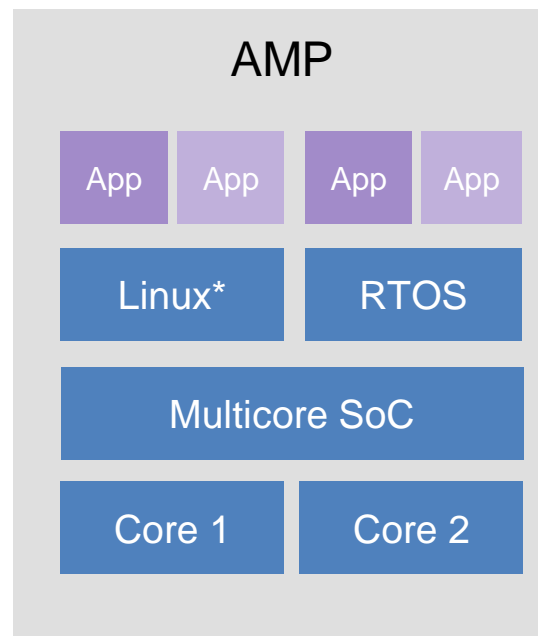 AMP
App App App App
Linux* RTOS
Multicore SoC
Core 1 Core 2